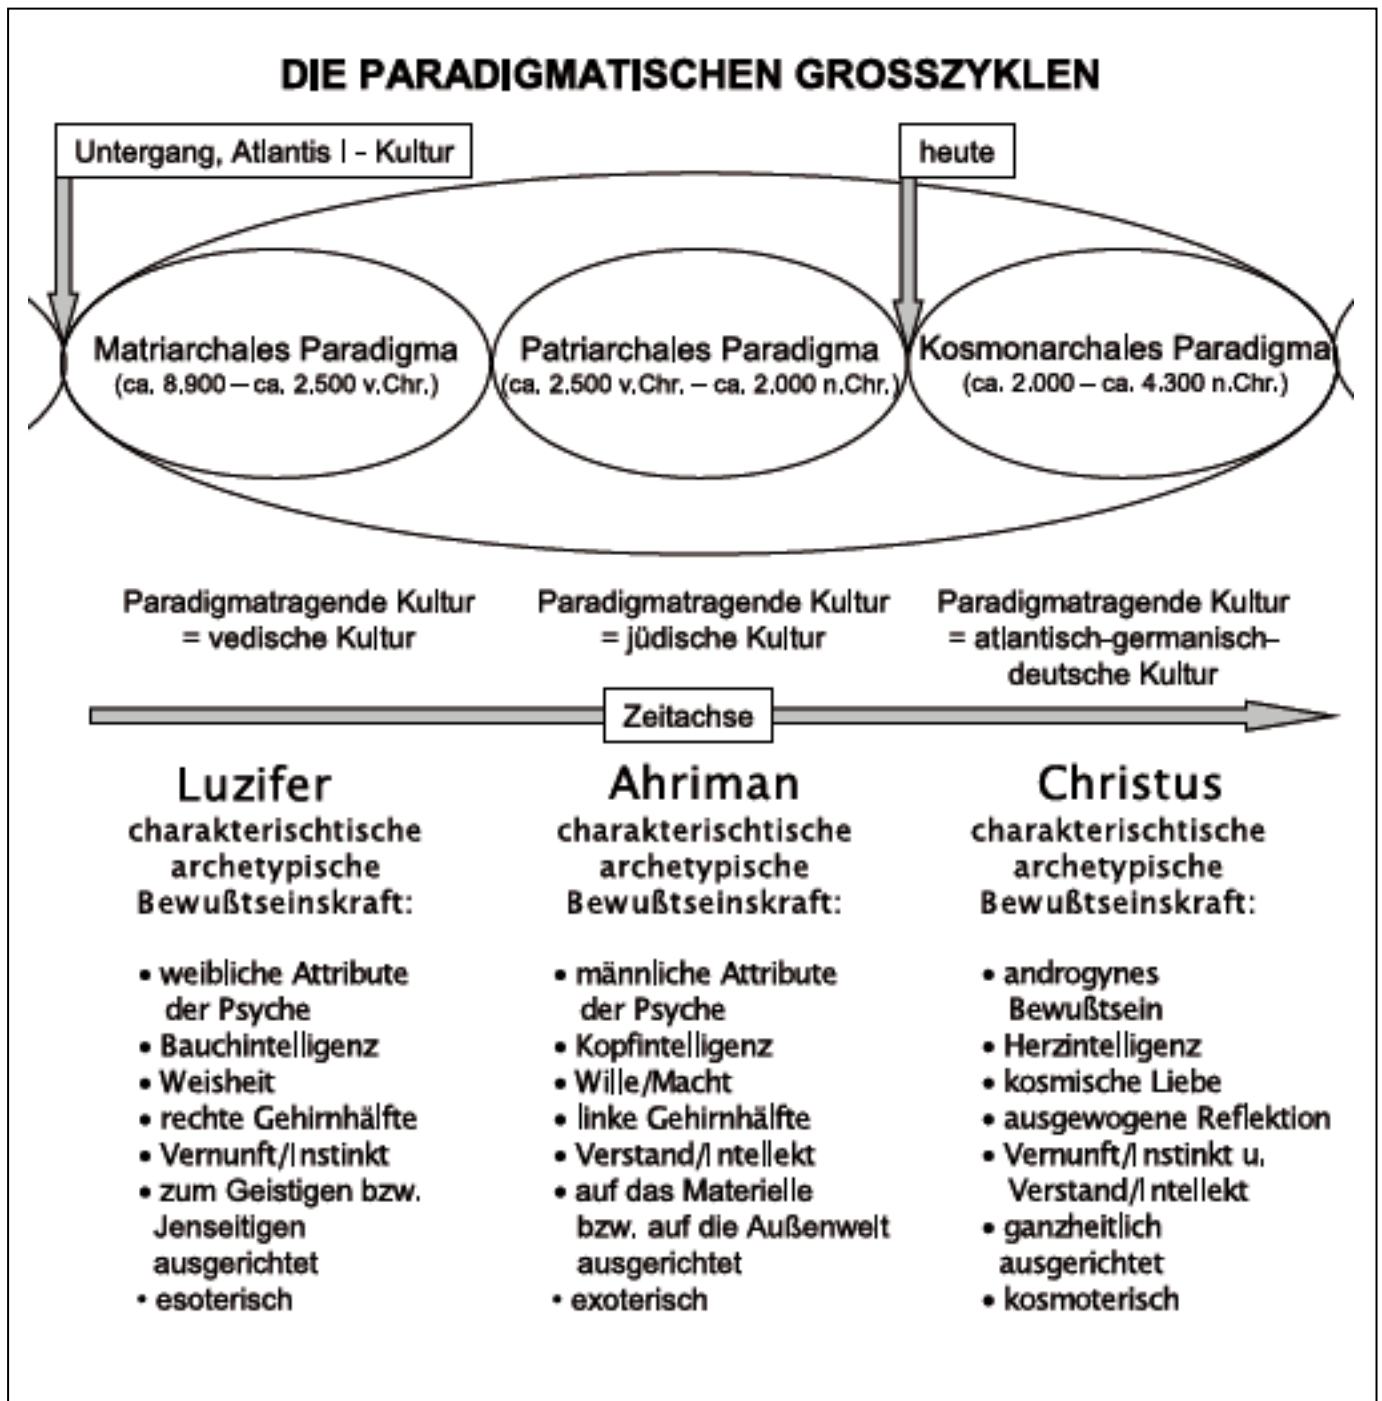 DIE PARADIGMATISCHEN GROSSZYKLEN
Untergang, Atlantis I - Kultur
heute
Matriarchales Paradigma
(ca. 8.900 – ca. 2.500 v.Chr.)
Patriarchales Paradigma
(ca. 2.500 v.Chr. – ca. 2.000 n.Chr.)
Kosmonarchales Paradigma
(ca. 2.000 – ca. 4.300 n.Chr.)
Paradigmatragende Kultur
= vedische Kultur
Paradigmatragende Kultur
= jüdische Kultur
Paradigmatragende Kultur
= atlantisch-germanisch–
deutsche Kultur
Zeitachse
Luzifer
charakterischtische
archetypische
Bewußtseinskraft:
• weibliche Attribute
der Psyche
• Bauchintelligenz
• Weisheit
• rechte Gehirnhälfte
• Vernunft/Instinkt
• zum Geistigen bzw.
Jenseitigen
ausgerichtet
• esoterisch
Ahriman
charakterischtische
archetypische
Bewußtseinskraft:
• männliche Attribute
der Psyche
• Kopfintelligenz
• Wille/Macht
• linke Gehirnhälfte
• Verstand/Intellekt
• auf das Materielle
bzw. auf die Außenwelt
ausgerichtet
• exoterisch
Christus
charakterischtische
archetypische
Bewußtseinskraft:
• androgynes
Bewußtsein
• Herzintelligenz
• kosmische Liebe
• ausgewogene Reflektion
• Vernunft/Instinkt u.
Verstand/Intellekt
• ganzheitlich
ausgerichtet
• kosmoterisch